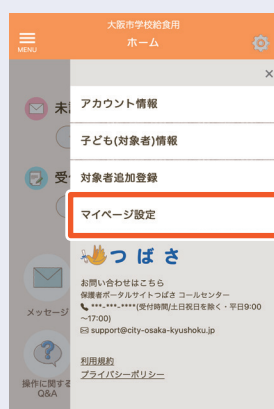 大阪市学校給食用
ホーム
MENU
×
アカウント情報
子ども(対象者)情報
対象者追加登録
マイページ設定
つばさ
お問い合わせはこちら
保護者ポータルサイトつばさ コールセンター
***-***-****(受付時間/土日祝日を除く・平日9:00
~17:00)
support@city-osaka-kyushoku.jp
利用規約
プライバシーポリシー
未
受
メッセージ
操作に関する
Q&A